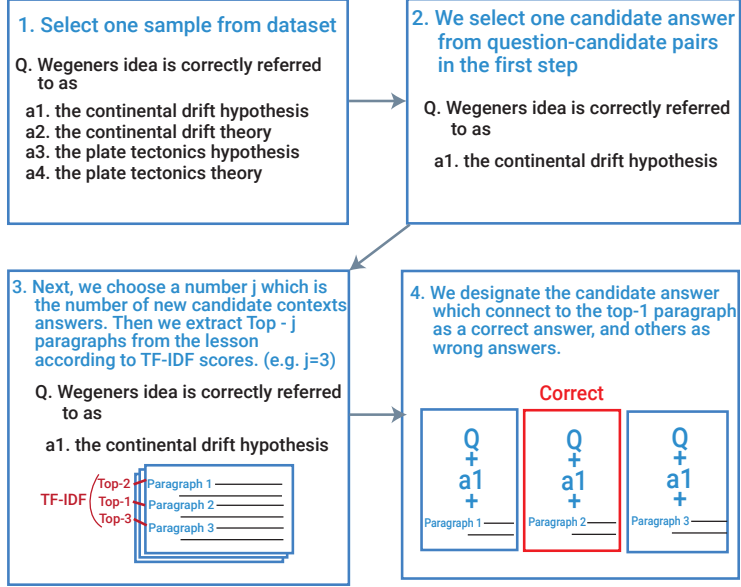 1. Select one sample from dataset
Q. Wegeners idea is correctly referred
to as
a1. the continental drift hypothesis
a2. the continental drift theory
a3. the plate tectonics hypothesis
a4. the plate tectonics theory
2. We select one candidate answer
from question-candidate pairs
in the first step
Q. Wegeners idea is correctly referred
to as
a1. the continental drift hypothesis
3. Next, we choose a number j which is
the number of new candidate contexts
answers. Then we extract Top - j
paragraphs from the lesson
according to TF-IDF scores. (e.g. j=3)
Q. Wegeners idea is correctly referred
to as
a1. the continental drift hypothesis
TF-IDF
Top-2
Top-1
Top-3
Paragraph 1
Paragraph 2
Paragraph 3
4. We designate the candidate answer
which connect to the top-1 paragraph
as a correct answer, and others as
wrong answers.
Correct
Q
+
a1
+
Paragraph 1
Q
+
a1
+
Paragraph 2
Q
+
a1
+
Paragraph 3